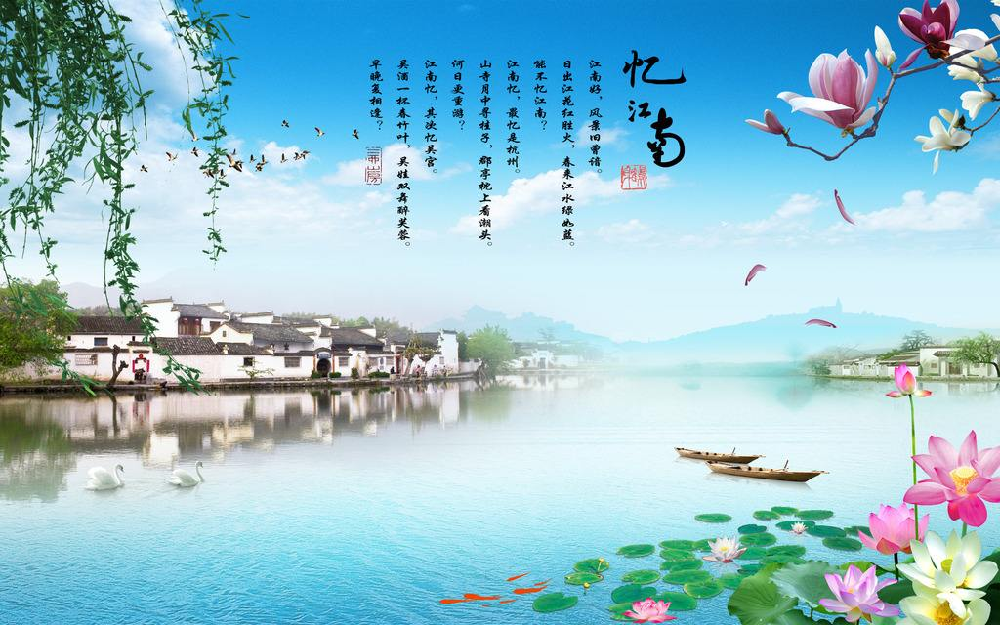 忆江南
江南好，风景旧曾谙。
日出江花红胜火，春来江水绿如蓝。
能不忆江南？
江南忆，最忆是杭州。
山寺月中寻桂子，郡亭枕上看潮头。
何日更重游？
江南忆，其次忆吴宫。
吴酒一杯春竹叶，吴娃双舞醉芙蓉。
早晚复相逢？